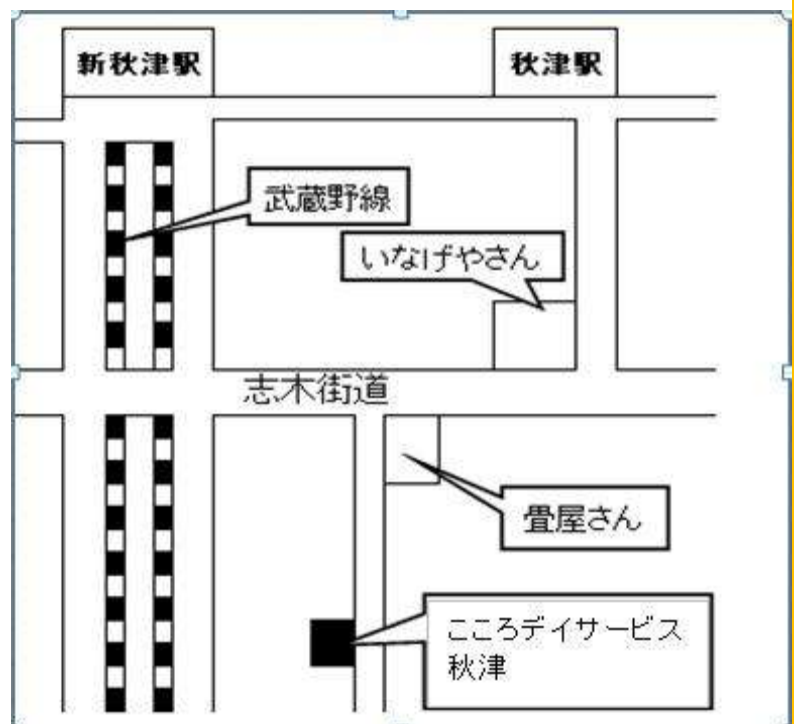 新秋津駅
秋津駅
武蔵野線
いなげやさん
志木街道
畳屋さん
こころデイサービス
秋津